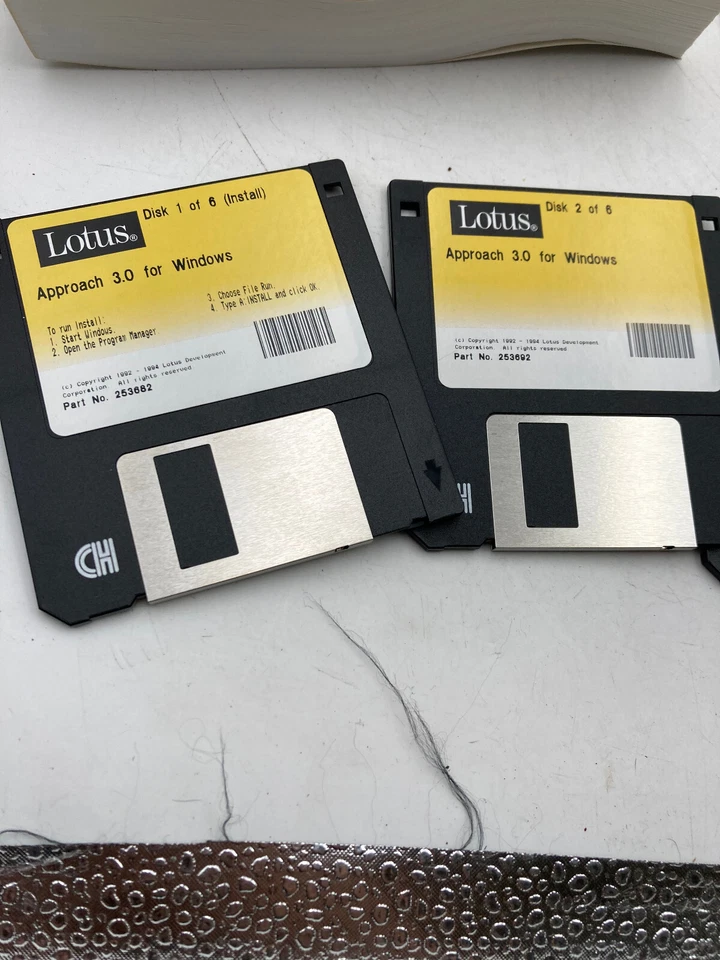 Lotus®
Disk 1 of 6 (Install)
Approach 3.0 for Windows
To run Install:
1. Start Windows.
2. Open the Program Manager
3. Choose File Run.
4. Type A:INSTALL and click OK.
(c) Copyright 1992 - 1994 Lotus Development
Corporation. All rights reserved
Part No. 253682
HD
Lotus®
Disk 2 of 6
Approach 3.0 for Windows
(c) Copyright 1992 - 1994 Lotus Development
Corporation. All rights reserved
Part No. 253692